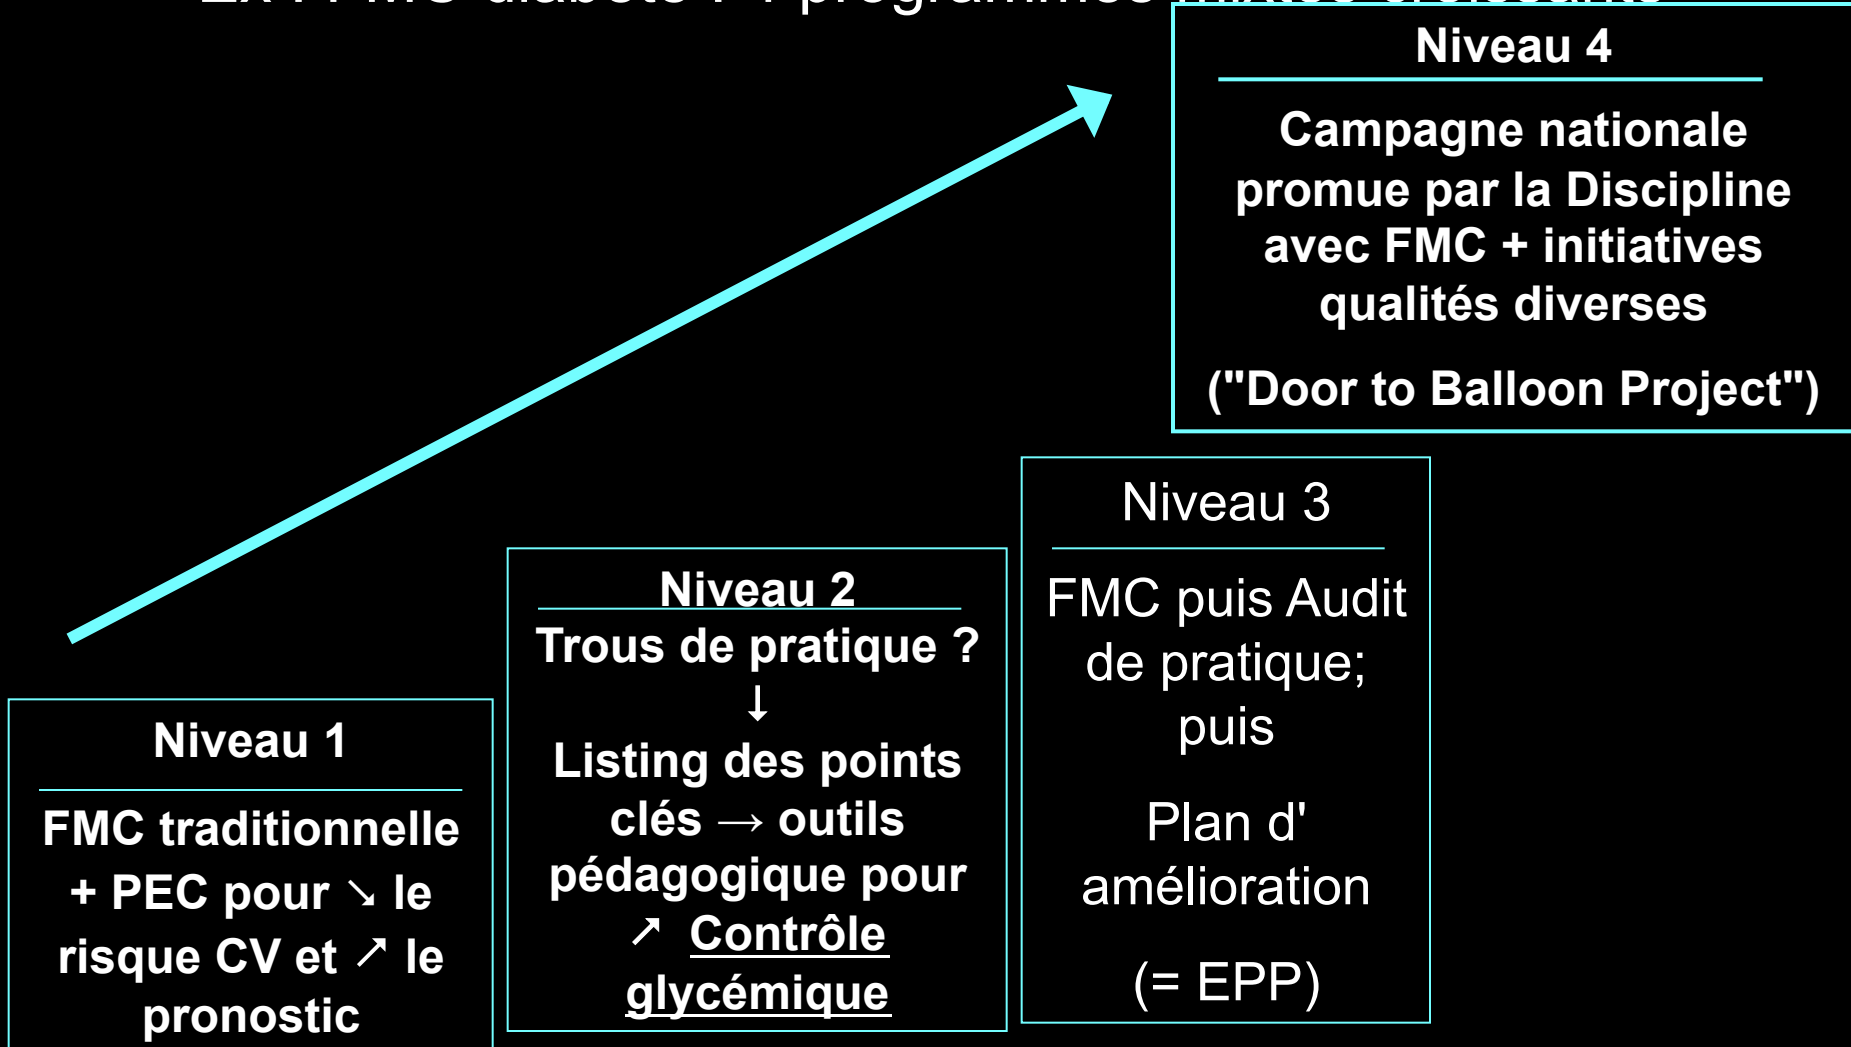 Niveau 4
Campagne nationale
promue par la Discipline
avec FMC + initiatives
qualités diverses
("Door to Balloon Project")
Niveau 3
FMC puis Audit
de pratique;
puis
Plan d'
amélioration
(= EPP)
Niveau 2
Trous de pratique ?
↓
Listing des points
clés → outils
pédagogique pour
↗ Contrôle
glycémique
Niveau 1
FMC traditionnelle
+ PEC pour ↘ le
risque CV et ↗ le
pronostic